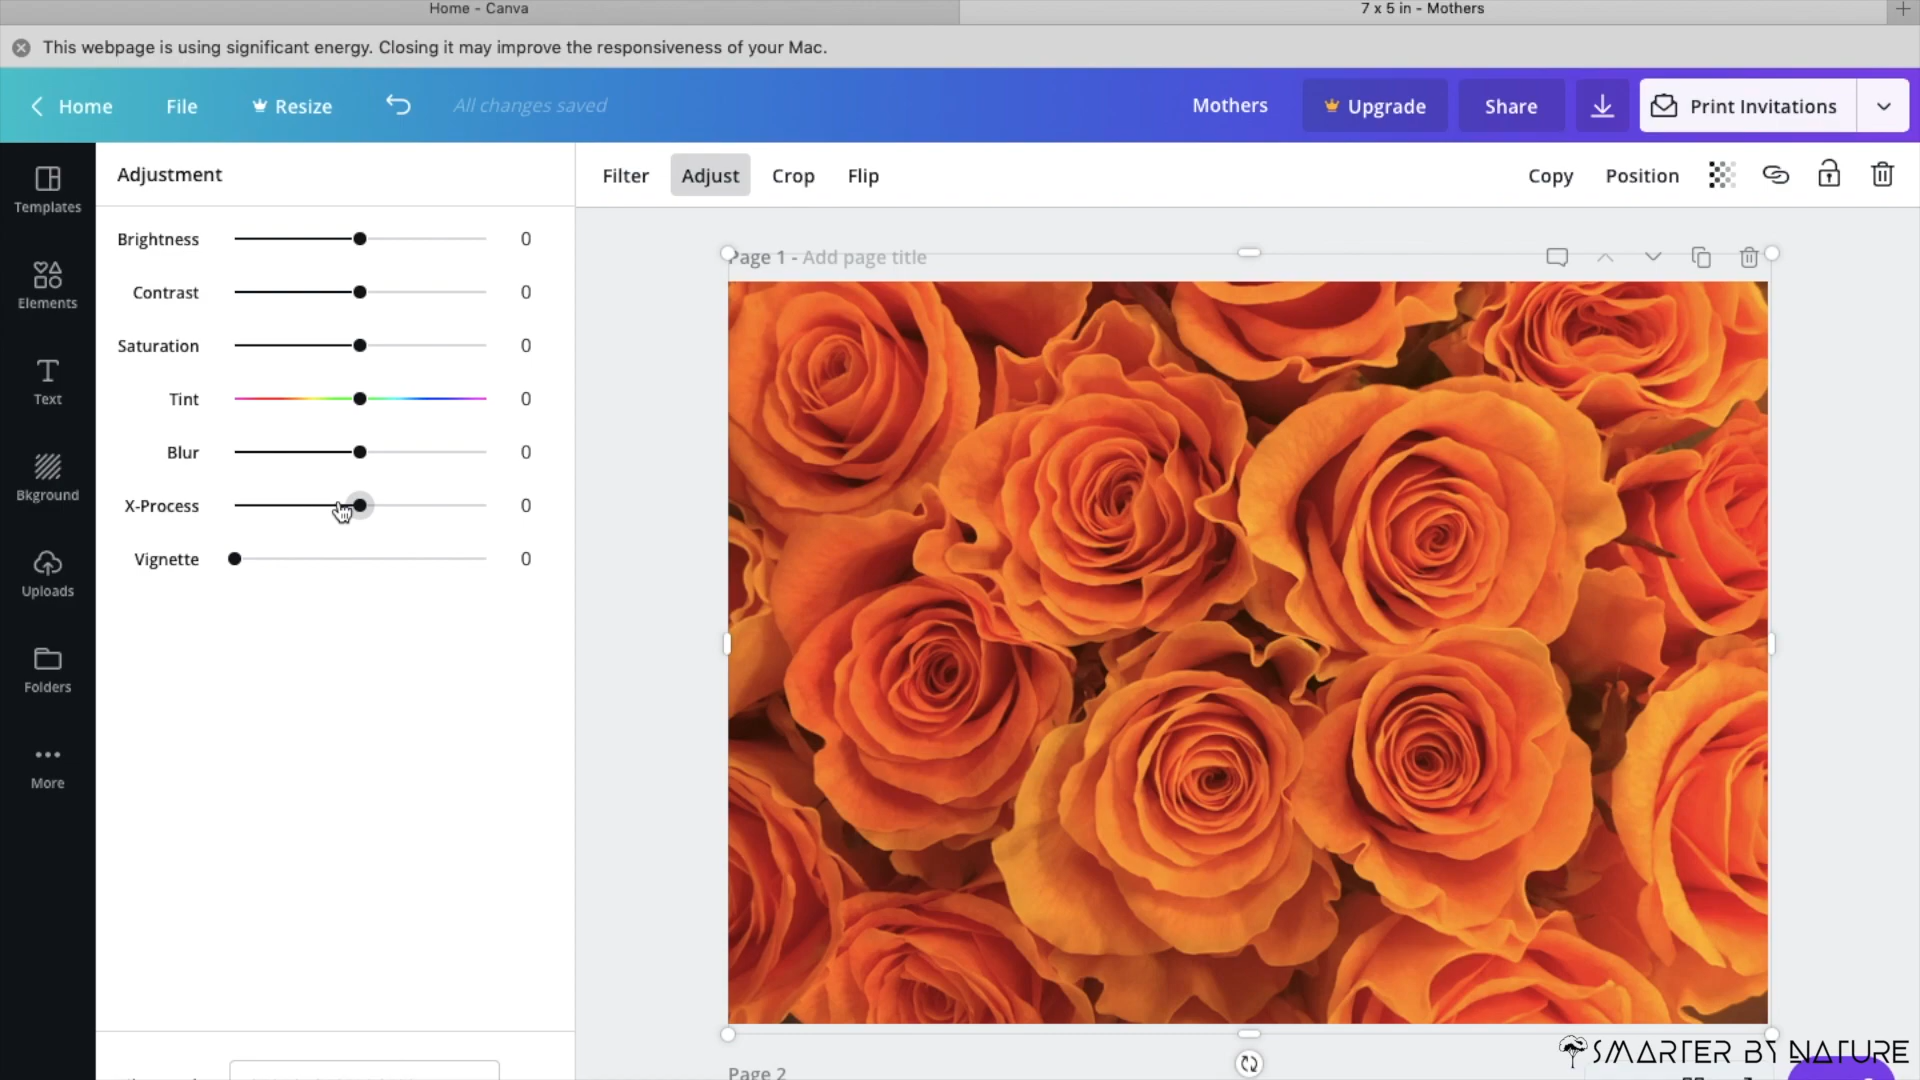 Home - Canva
7 x 5 in - Mothers
This webpage is using significant energy. Closing it may improve the responsiveness of your Mac.
Home
File
Resize
All changes saved
Mothers
Upgrade
Share
Print Invitations
Templates
Elements
Text
Bkground
Uploads
Folders
More
Adjustment
Brightness 0
Contrast 0
Saturation 0
Tint 0
Blur 0
X-Process 0
Vignette 0
Filter
Adjust
Crop
Flip
Copy
Position
Page 1 - Add page title
Page 2
SMARTER BY NATURE